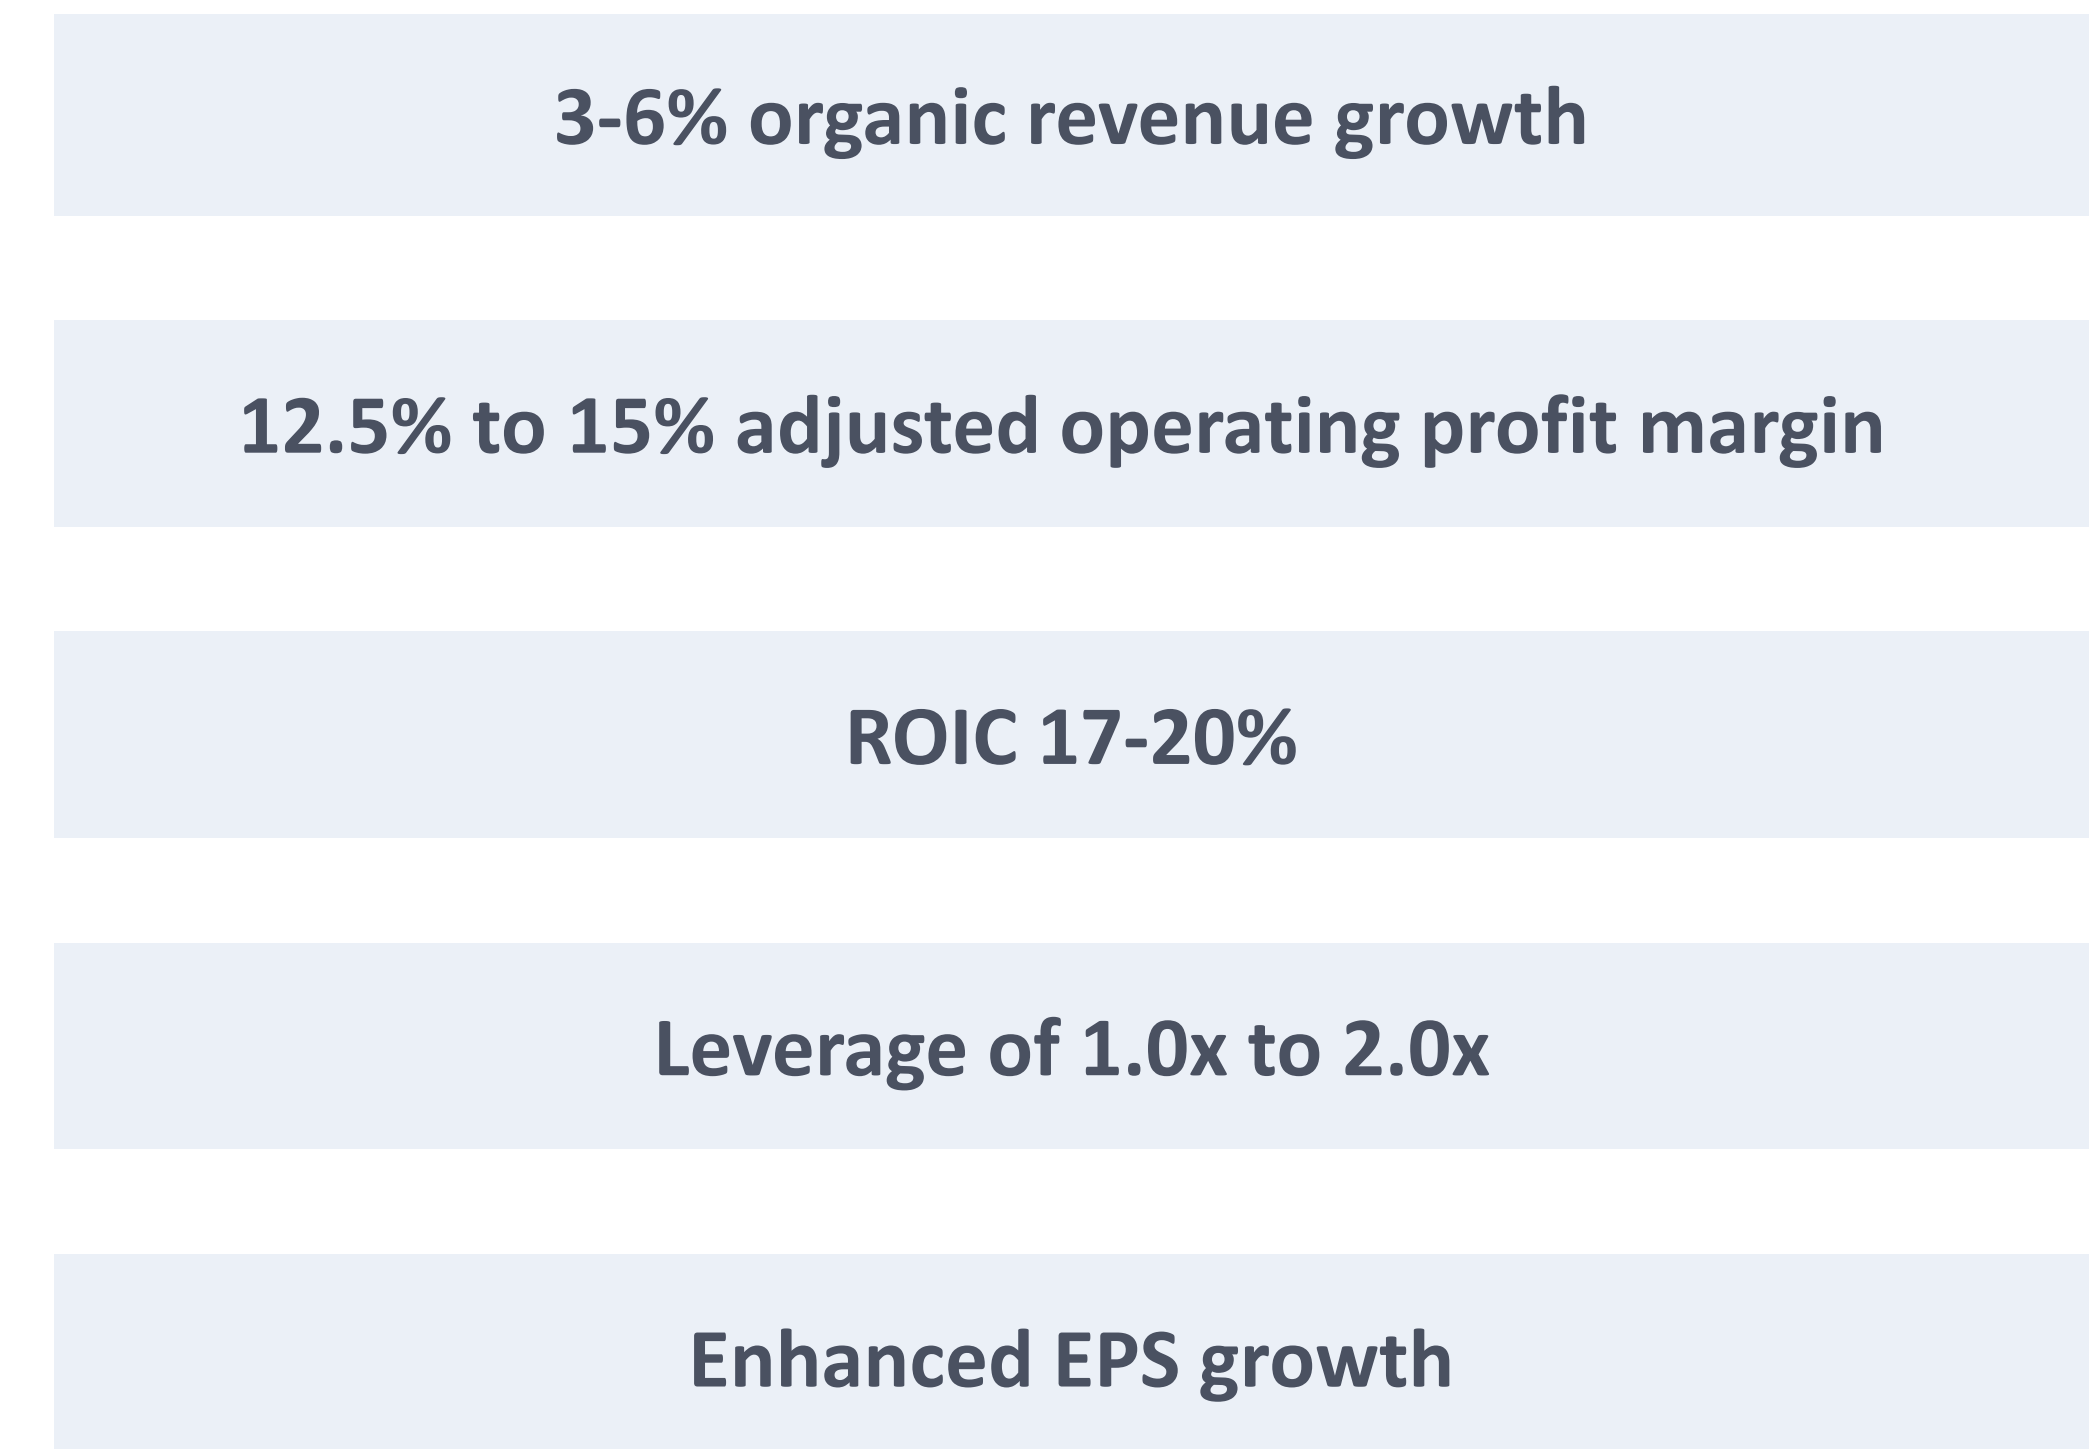 3-6% organic revenue growth
12.5% to 15% adjusted operating profit margin
ROIC 17-20%
Leverage of 1.0x to 2.0x
Enhanced EPS growth